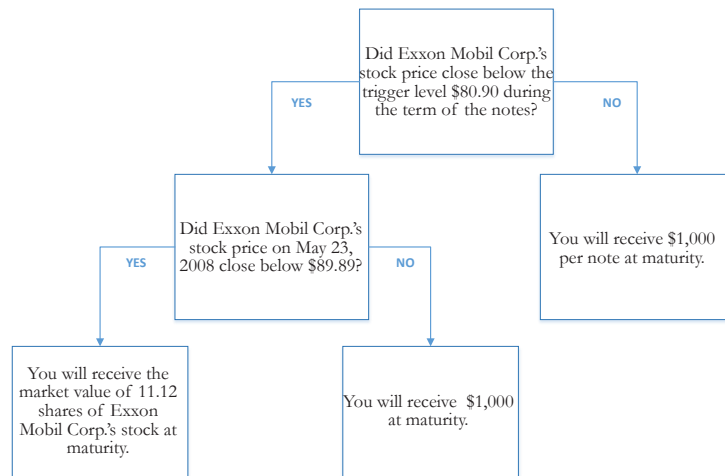 Did Exxon Mobil Corp.'s
stock price close below the
trigger level $80.90 during
the term of the notes?
YES
NO
Did Exxon Mobil Corp.'s
stock price on May 23,
2008 close below $89.89?
You will receive $1,000
per note at maturity.
YES
NO
You will receive the
market value of 11.12
shares of Exxon
Mobil Corp.'s stock at
maturity.
You will receive $1,000
at maturity.